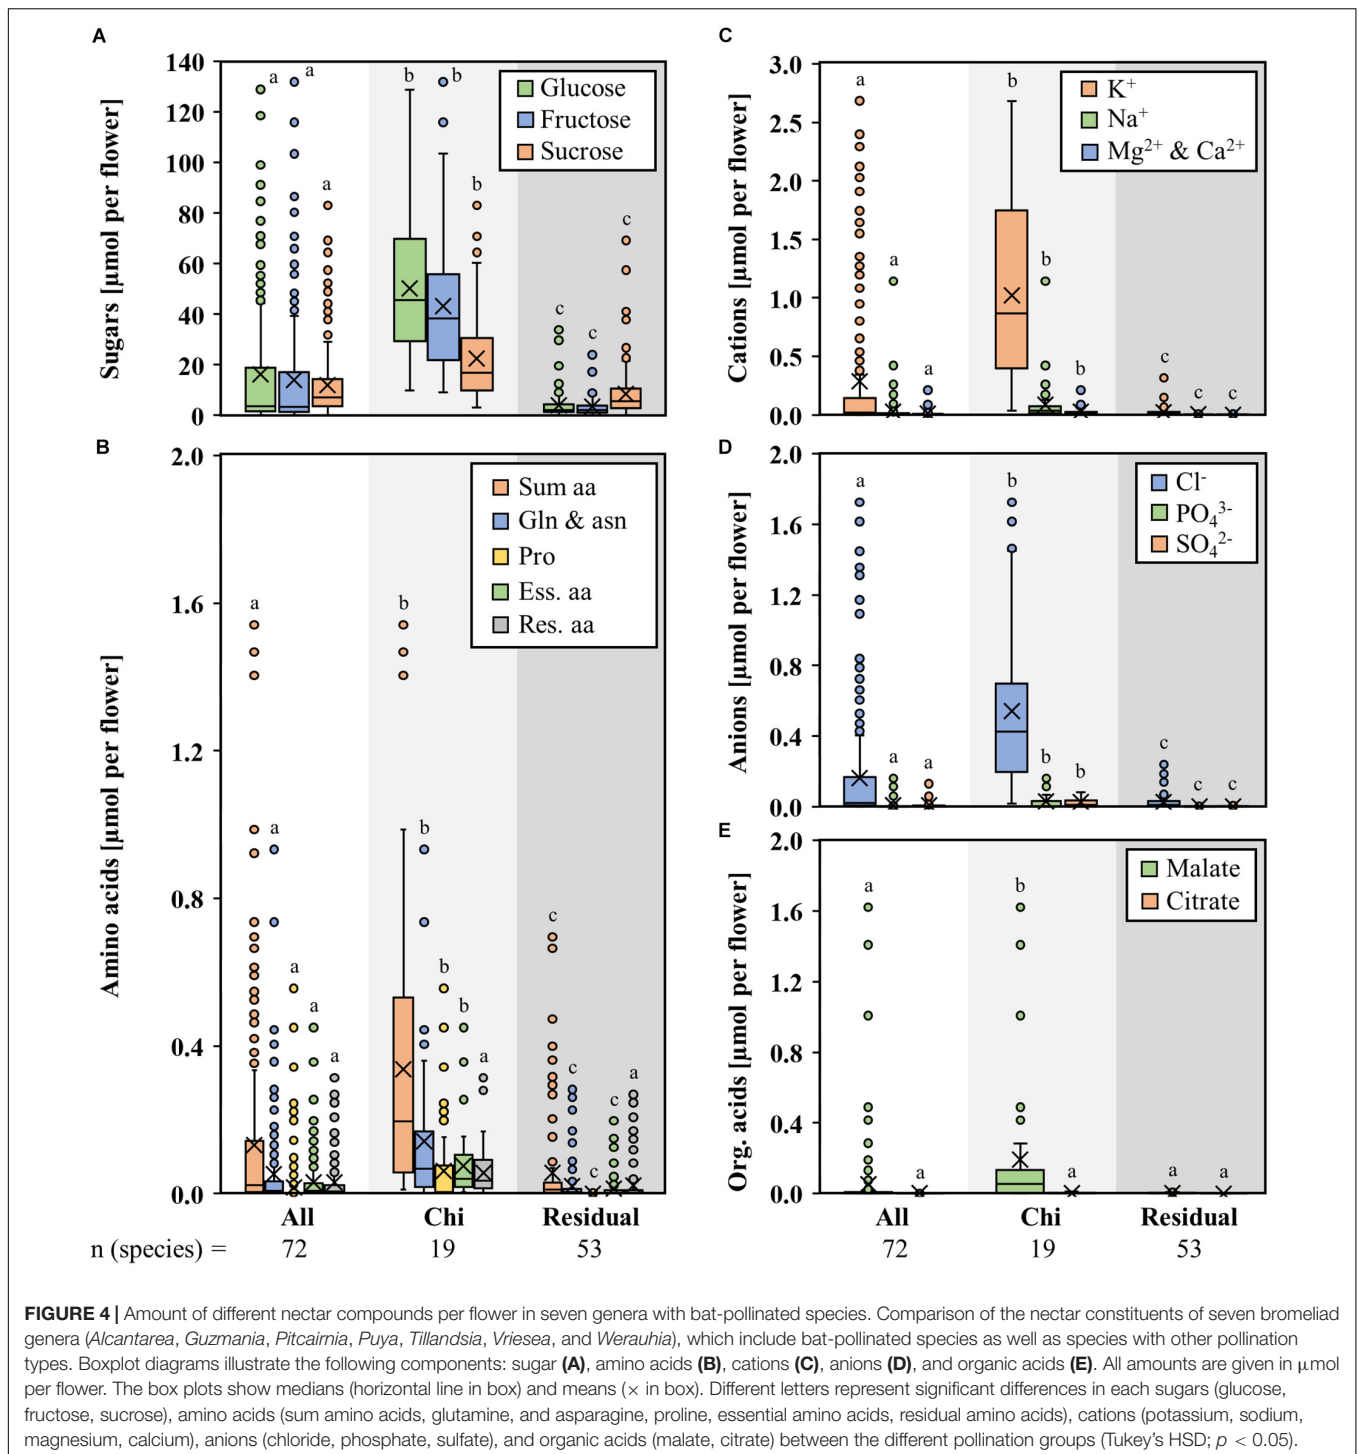 A
Sugars [µmol per flower]
140
120
100
80
60
40
20
0
a a a
b b b
c c c
Glucose
Fructose
Sucrose
B
Amino acids [µmol per flower]
2.0
1.6
1.2
0.8
0.4
0.0
a a a a a
b b b b a
c c c c a
Sum aa
Gln & asn
Pro
Ess. aa
Res. aa
All Chi Residual
n (species) = 72 19 53
C
Cations [µmol per flower]
3.0
2.5
2.0
1.5
1.0
0.5
0.0
a a a
b b b
c c c
K⁺
Na⁺
Mg²⁺ & Ca²⁺
D
Anions [µmol per flower]
2.0
1.6
1.2
0.8
0.4
0.0
a a a
b b b
c c c
Cl⁻
PO₄³⁻
SO₄²⁻
E
Org. acids [µmol per flower]
2.0
1.6
1.2
0.8
0.4
0.0
a a
b a
a a
Malate
Citrate
All Chi Residual
72 19 53
FIGURE 4 | Amount of different nectar compounds per flower in seven genera with bat-pollinated species. Comparison of the nectar constituents of seven bromeliad
genera (Alcantarea, Guzmania, Pitcairnia, Puya, Tillandsia, Vriesea, and Werauhia), which include bat-pollinated species as well as species with other pollination
types. Boxplot diagrams illustrate the following components: sugar (A), amino acids (B), cations (C), anions (D), and organic acids (E). All amounts are given in µmol
per flower. The box plots show medians (horizontal line in box) and means (× in box). Different letters represent significant differences in each sugars (glucose,
fructose, sucrose), amino acids (sum amino acids, glutamine, and asparagine, proline, essential amino acids, residual amino acids), cations (potassium, sodium,
magnesium, calcium), anions (chloride, phosphate, sulfate), and organic acids (malate, citrate) between the different pollination groups (Tukey's HSD; p < 0.05).